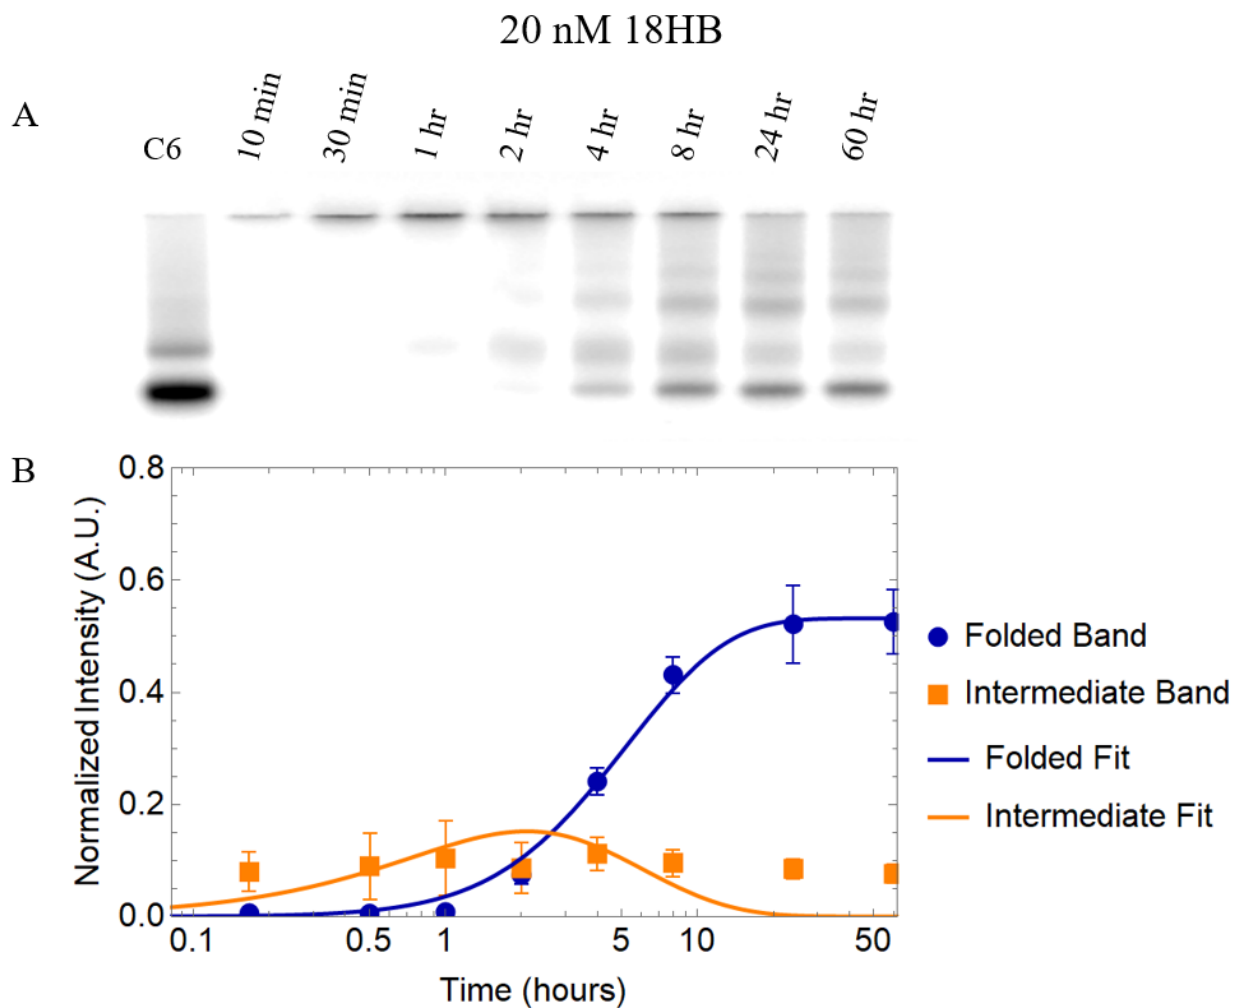 20 nM 18HB
A
C6 10 min 30 min 1 hr 2 hr 4 hr 8 hr 24 hr 60 hr
B
Normalized Intensity (A.U.)
0.8
0.6
0.4
0.2
0.0
0.1 0.5 1 5 10 50
Time (hours)
Folded Band
Intermediate Band
Folded Fit
Intermediate Fit